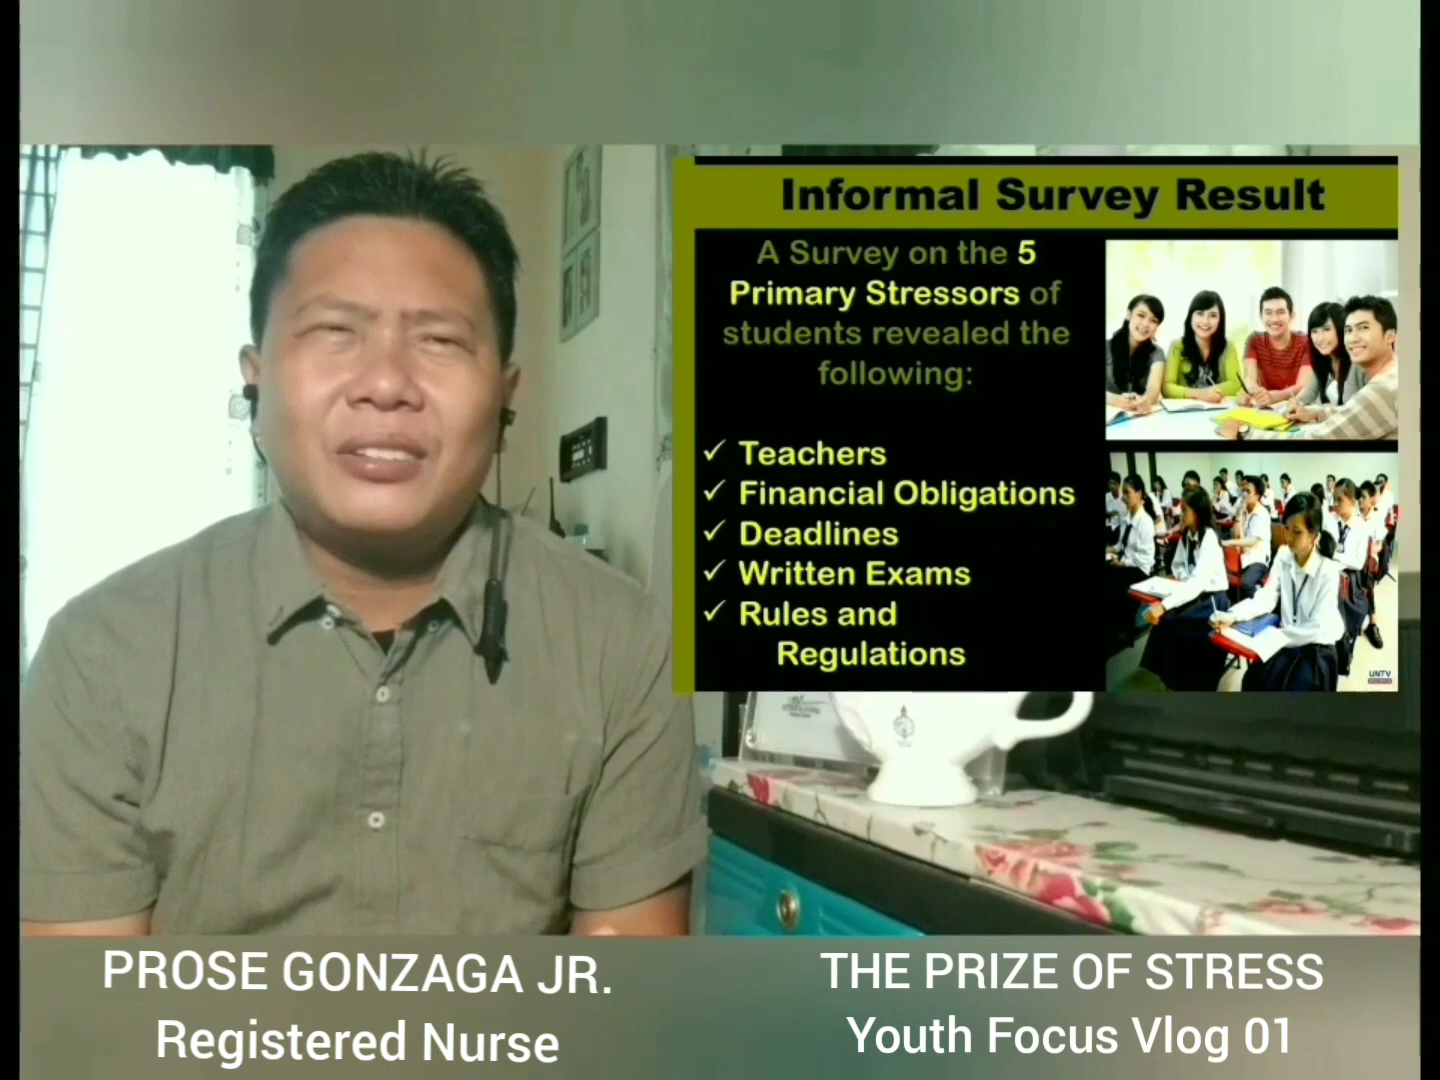 Informal Survey Result
A Survey on the 5
Primary Stressors of
students revealed the
following:
✓ Teachers
✓ Financial Obligations
✓ Deadlines
✓ Written Exams
✓ Rules and
Regulations
UNTV
PROSE GONZAGA JR.
Registered Nurse
THE PRIZE OF STRESS
Youth Focus Vlog 01